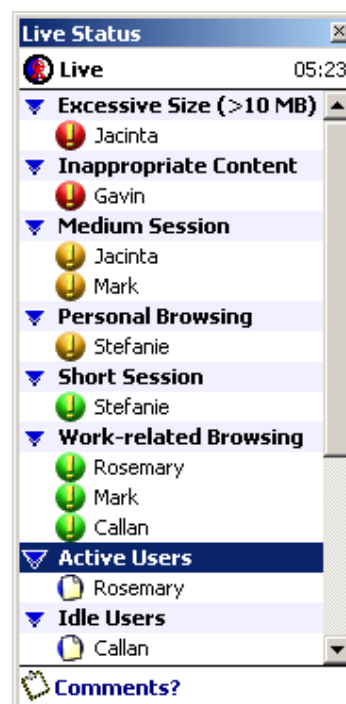 Live Status
Live 05:23
Excessive Size (>10 MB)
Jacinta
Inappropriate Content
Gavin
Medium Session
Jacinta
Mark
Personal Browsing
Stefanie
Short Session
Stefanie
Work-related Browsing
Rosemary
Mark
Callan
Active Users
Rosemary
Idle Users
Callan
Comments?